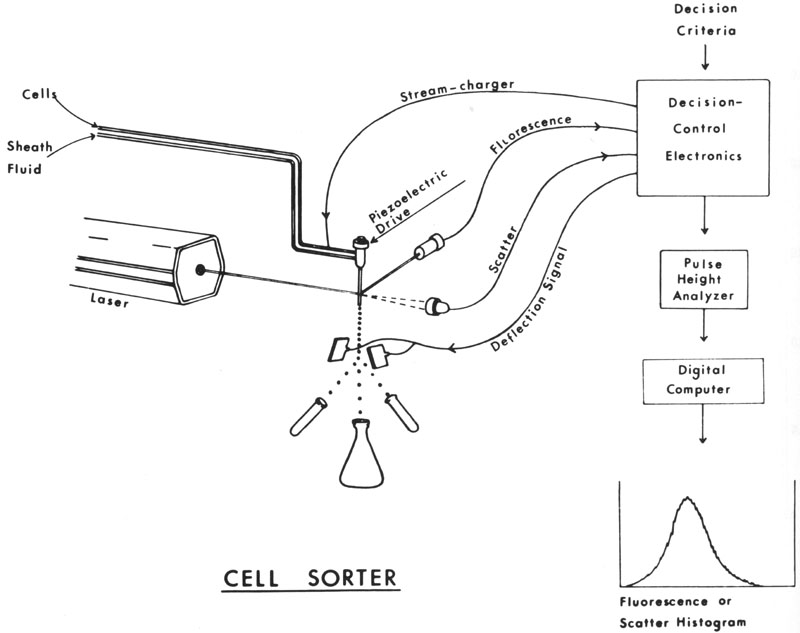 Decision
Criteria
Cells
Sheath
Fluid
Stream-charger
Fluorescence
Decision-
Control
Electronics
Piezoelectric
Drive
Scatter
Deflection Signal
Laser
Pulse
Height
Analyzer
Digital
Computer
CELL SORTER
Fluorescence or
Scatter Histogram